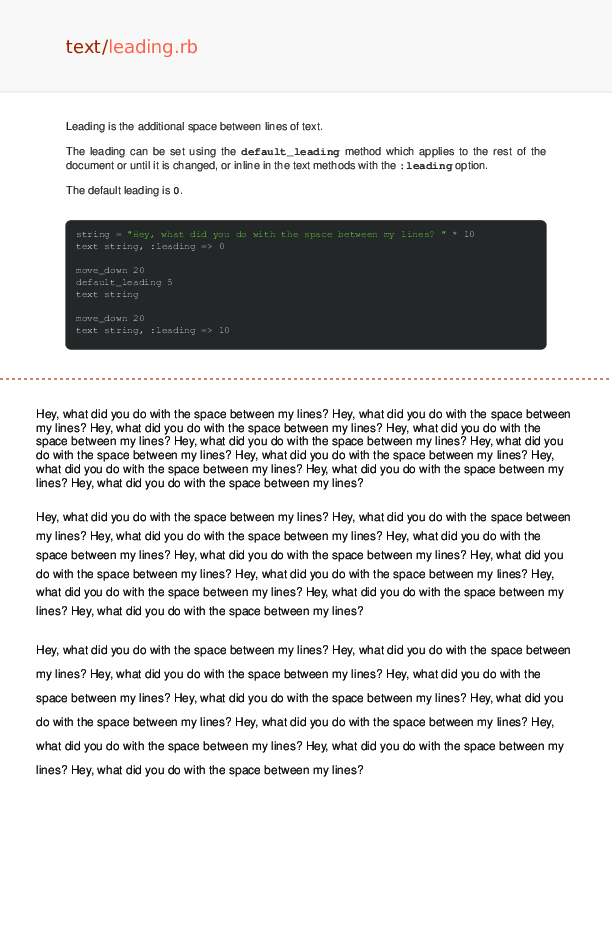 text/leading.rb
Leading is the additional space between lines of text.
The leading can be set using the default_leading method which applies to the rest of the
document or until it is changed, or inline in the text methods with the :leading option.
The default leading is 0.
string = "Hey, what did you do with the space between my lines? " * 10
text string, :leading => 0
move_down 20
default_leading 5
text string
move_down 20
text string, :leading => 10
Hey, what did you do with the space between my lines? Hey, what did you do with the space between
my lines? Hey, what did you do with the space between my lines? Hey, what did you do with the
space between my lines? Hey, what did you do with the space between my lines? Hey, what did you
do with the space between my lines? Hey, what did you do with the space between my lines? Hey,
what did you do with the space between my lines? Hey, what did you do with the space between my
lines? Hey, what did you do with the space between my lines?
Hey, what did you do with the space between my lines? Hey, what did you do with the space between
my lines? Hey, what did you do with the space between my lines? Hey, what did you do with the
space between my lines? Hey, what did you do with the space between my lines? Hey, what did you
do with the space between my lines? Hey, what did you do with the space between my lines? Hey,
what did you do with the space between my lines? Hey, what did you do with the space between my
lines? Hey, what did you do with the space between my lines?
Hey, what did you do with the space between my lines? Hey, what did you do with the space between
my lines? Hey, what did you do with the space between my lines? Hey, what did you do with the
space between my lines? Hey, what did you do with the space between my lines? Hey, what did you
do with the space between my lines? Hey, what did you do with the space between my lines? Hey,
what did you do with the space between my lines? Hey, what did you do with the space between my
lines? Hey, what did you do with the space between my lines?